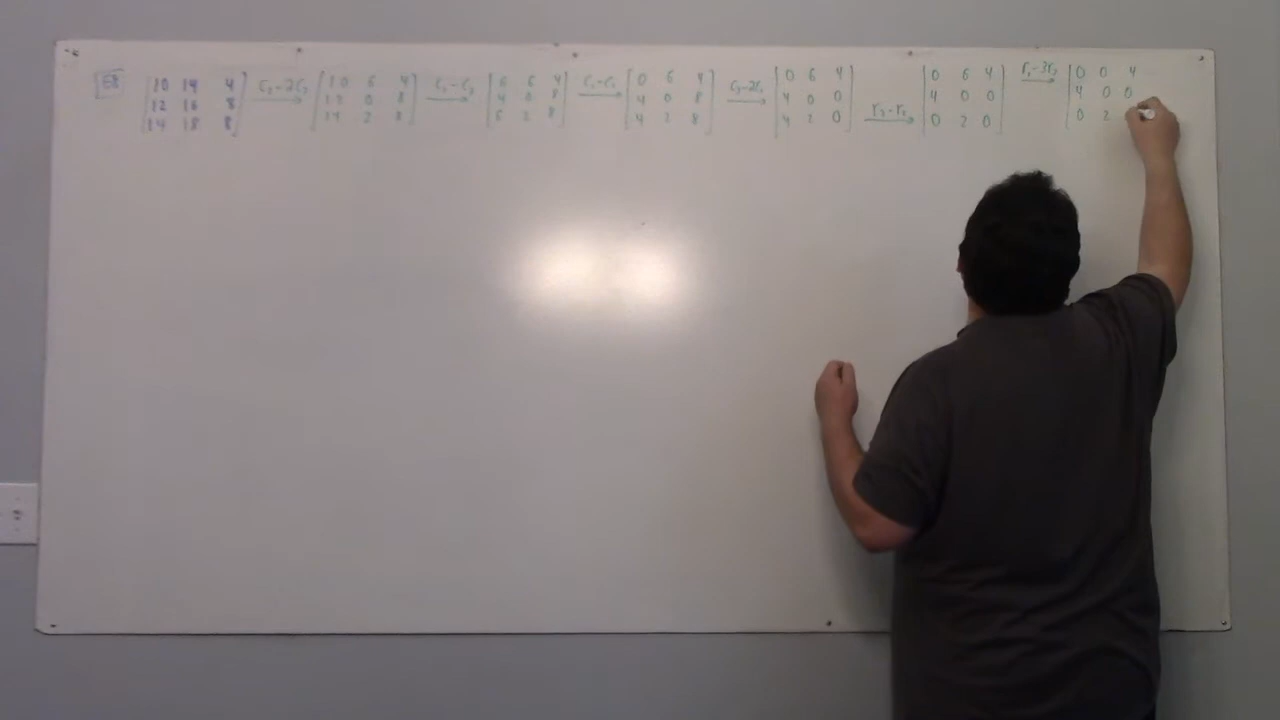 E8 [10 14 4] c₂-2c₃ [10 6 4] c₁-c₃ [6 6 4] c₁-c₂ [0 6 4] c₃-2c₁ [0 6 4] [0 6 4] r₁-3r₃ [0 0 4
[12 16 8] → [12 0 8] → [4 0 8] → [4 0 8] → [4 0 0] r₃-r₂ [4 0 0] → [4 0 0
[14 18 8] [14 2 8] [6 2 8] [4 2 8] [4 2 0] → [0 2 0] [0 2